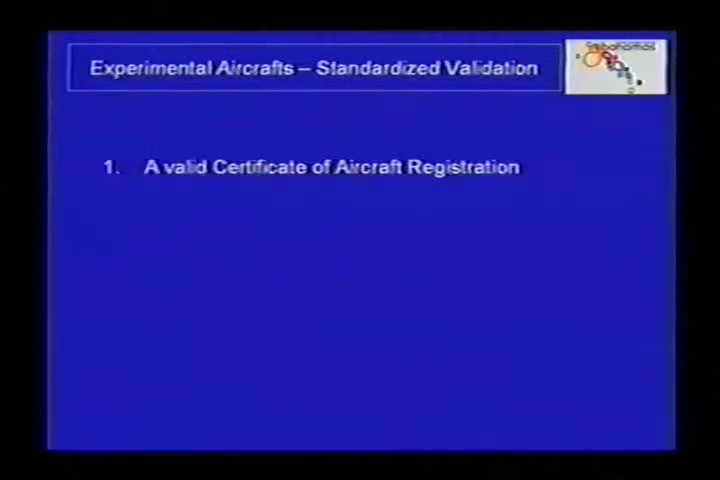 Experimental Aircrafts – Standardized Validation
1. A valid Certificate of Aircraft Registration